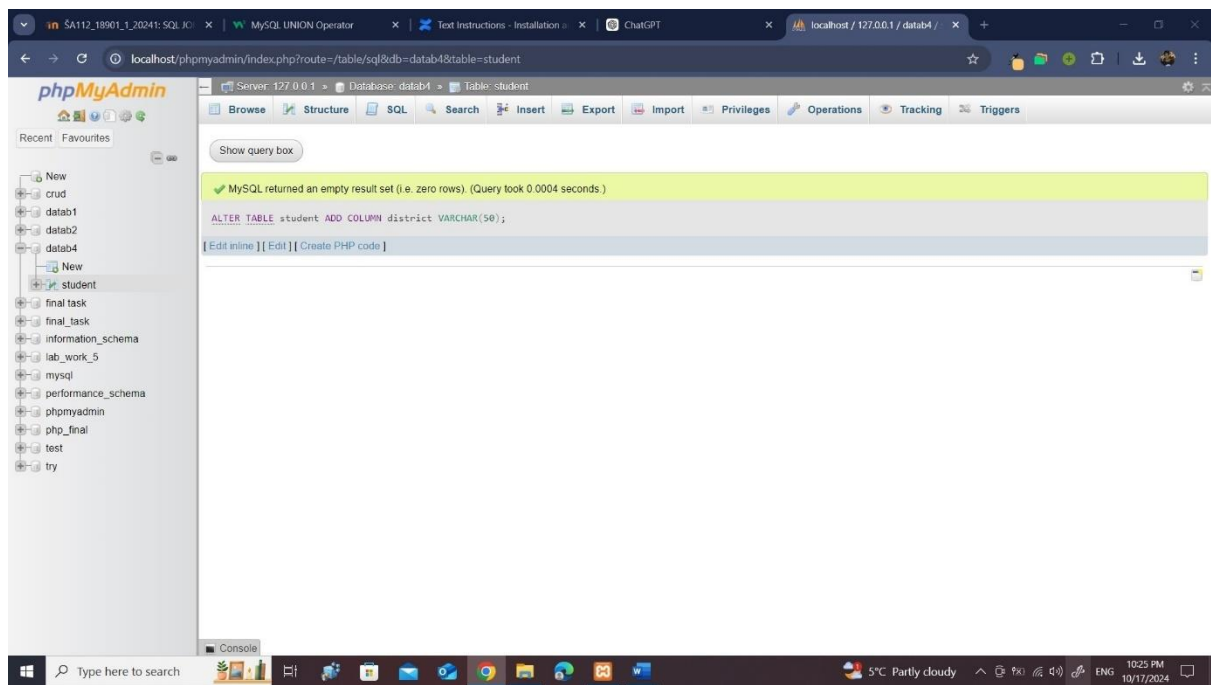 ŠA112_18901_1_20241: SQL JO
MySQL UNION Operator
Text Instructions - Installation a
ChatGPT
localhost / 127.0.0.1 / datab4 /
localhost/phpmyadmin/index.php?route=/table/sql&db=datab4&table=student
phpMyAdmin
Recent Favourites
New
crud
datab1
datab2
datab4
New
student
final task
final_task
information_schema
lab_work_5
mysql
performance_schema
phpmyadmin
php_final
test
try
Server: 127.0.0.1 » Database: datab4 » Table: student
Browse Structure SQL Search Insert Export Import Privileges Operations Tracking Triggers
Show query box
MySQL returned an empty result set (i.e. zero rows). (Query took 0.0004 seconds.)
ALTER TABLE student ADD COLUMN district VARCHAR(50);
[ Edit inline ] [ Edit ] [ Create PHP code ]
Console
Type here to search
5°C Partly cloudy
ENG
10:25 PM
10/17/2024